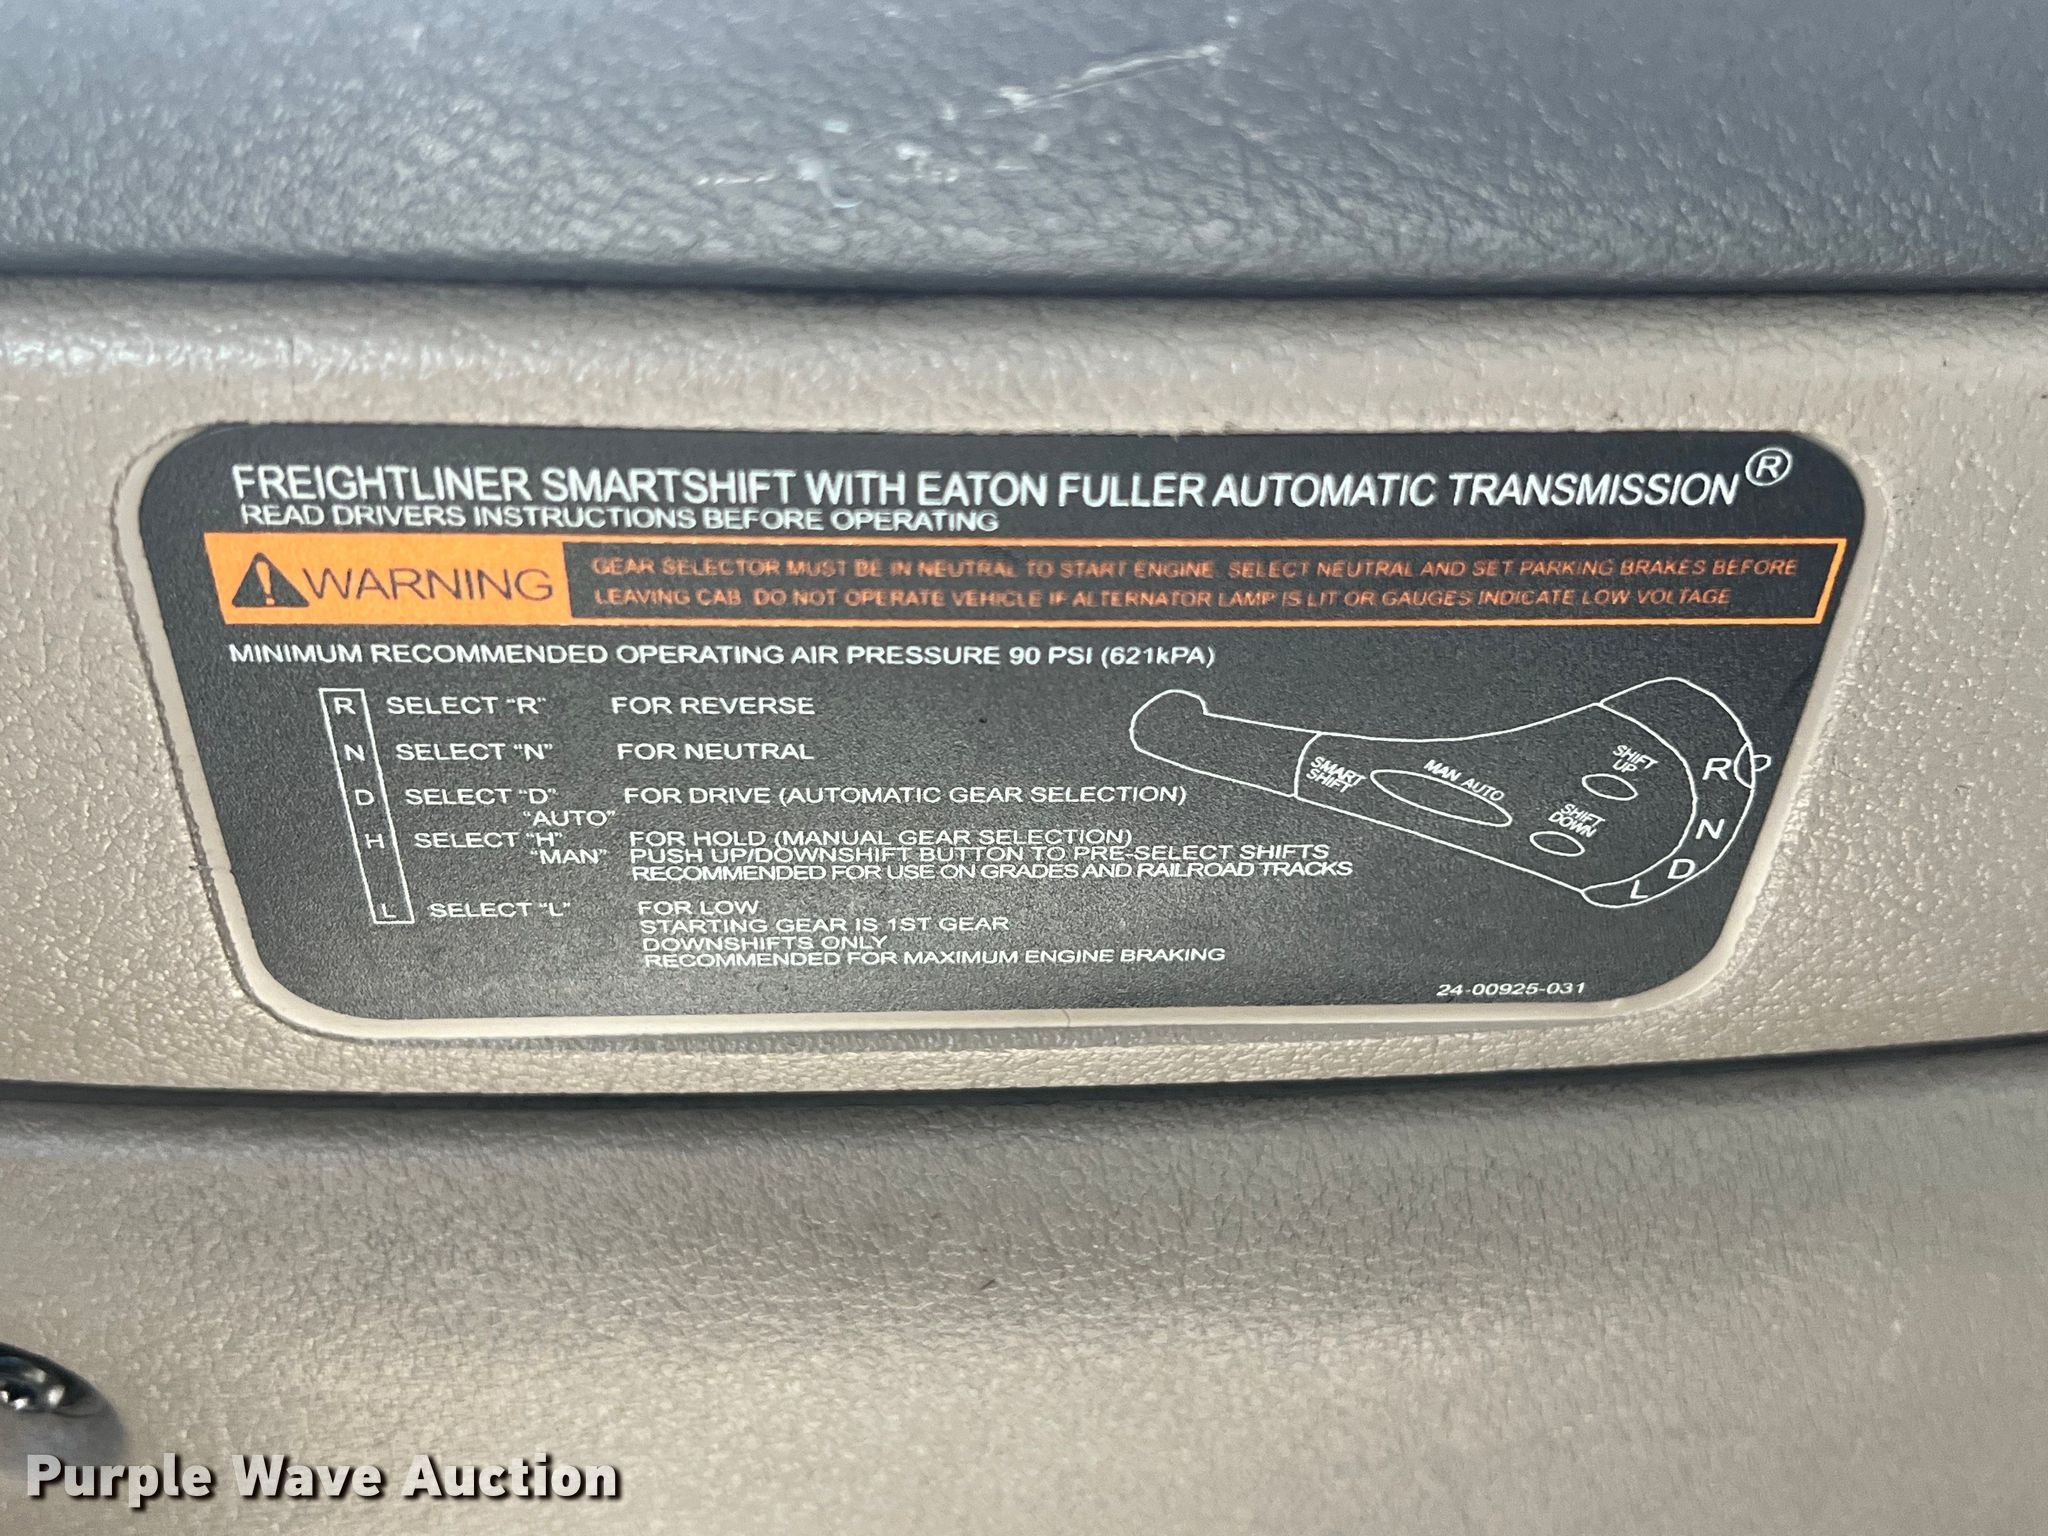 FREIGHTLINER SMARTSHIFT WITH EATON FULLER AUTOMATIC TRANSMISSION®
READ DRIVERS INSTRUCTIONS BEFORE OPERATING
WARNING
GEAR SELECTOR MUST BE IN NEUTRAL TO START ENGINE. SELECT NEUTRAL AND SET PARKING BRAKES BEFORE
LEAVING CAB. DO NOT OPERATE VEHICLE IF ALTERNATOR LAMP IS LIT OR GAUGES INDICATE LOW VOLTAGE
MINIMUM RECOMMENDED OPERATING AIR PRESSURE 90 PSI (621kPA)
R SELECT "R" FOR REVERSE
N SELECT "N" FOR NEUTRAL
D SELECT "D" FOR DRIVE (AUTOMATIC GEAR SELECTION)
"AUTO"
H SELECT "H" FOR HOLD (MANUAL GEAR SELECTION)
"MAN" PUSH UP/DOWNSHIFT BUTTON TO PRE-SELECT SHIFTS
RECOMMENDED FOR USE ON GRADES AND RAILROAD TRACKS
L SELECT "L" FOR LOW
STARTING GEAR IS 1ST GEAR
DOWNSHIFTS ONLY
RECOMMENDED FOR MAXIMUM ENGINE BRAKING
SMART
SHIFT
MAN AUTO
SHIFT
UP
SHIFT
DOWN
R
N
D
L
24-00925-031
Purple Wave Auction